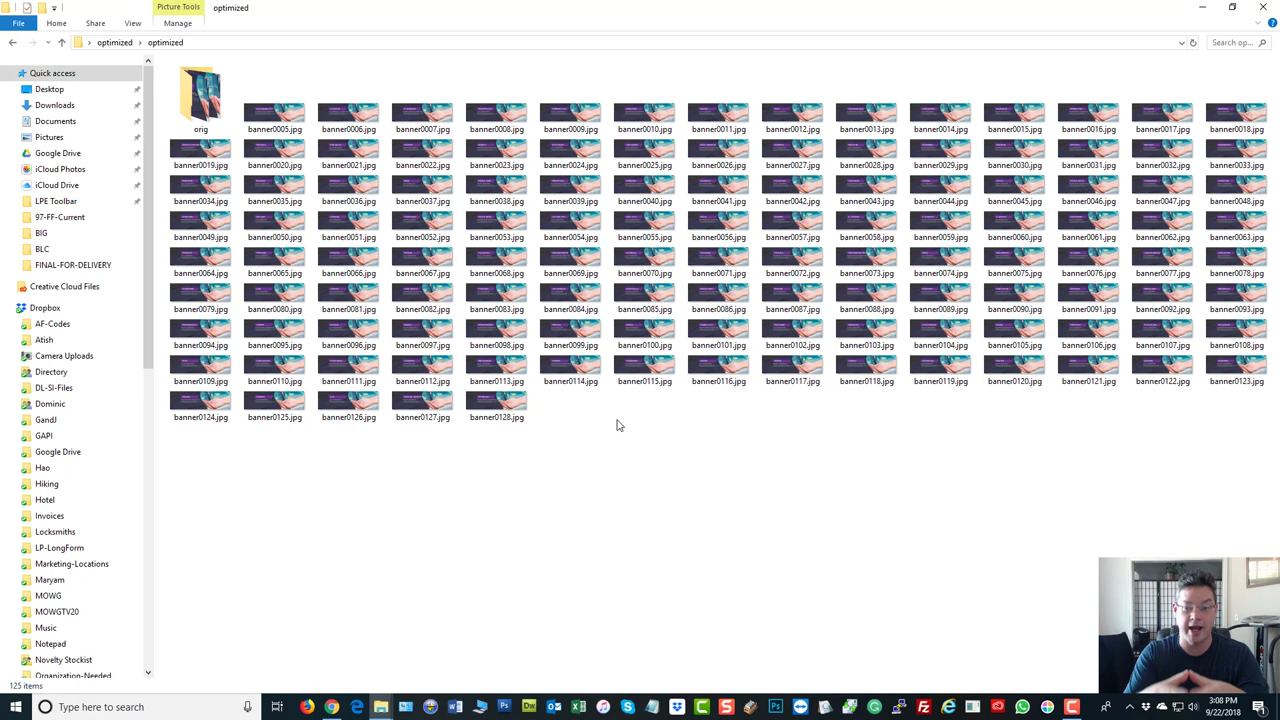 Picture Tools
optimized
File
Home
Share
View
Manage
optimized
optimized
Search op...
Quick access
Desktop
Downloads
Documents
Pictures
Google Drive
iCloud Photos
iCloud Drive
LPE Toolbar
97-FF-Current
BIG
BLC
FINAL-FOR-DELIVERY
Creative Cloud Files
Dropbox
AF-Codes
Atish
Camera Uploads
Directory
DL-SI-Files
Dominic
GandJ
GAPI
Google Drive
Hao
Hiking
Hotel
Invoices
Locksmiths
LP-LongForm
Marketing-Locations
Maryam
MOWG
MOWGTV20
Music
Notepad
Novelty Stockist
Organization-Needed
orig banner0005.jpg banner0006.jpg banner0007.jpg banner0008.jpg banner0009.jpg banner0010.jpg banner0011.jpg banner0012.jpg banner0013.jpg banner0014.jpg banner0015.jpg banner0016.jpg banner0017.jpg banner0018.jpg
banner0019.jpg banner0020.jpg banner0021.jpg banner0022.jpg banner0023.jpg banner0024.jpg banner0025.jpg banner0026.jpg banner0027.jpg banner0028.jpg banner0029.jpg banner0030.jpg banner0031.jpg banner0032.jpg banner0033.jpg
banner0034.jpg banner0035.jpg banner0036.jpg banner0037.jpg banner0038.jpg banner0039.jpg banner0040.jpg banner0041.jpg banner0042.jpg banner0043.jpg banner0044.jpg banner0045.jpg banner0046.jpg banner0047.jpg banner0048.jpg
banner0049.jpg banner0050.jpg banner0051.jpg banner0052.jpg banner0053.jpg banner0054.jpg banner0055.jpg banner0056.jpg banner0057.jpg banner0058.jpg banner0059.jpg banner0060.jpg banner0061.jpg banner0062.jpg banner0063.jpg
banner0064.jpg banner0065.jpg banner0066.jpg banner0067.jpg banner0068.jpg banner0069.jpg banner0070.jpg banner0071.jpg banner0072.jpg banner0073.jpg banner0074.jpg banner0075.jpg banner0076.jpg banner0077.jpg banner0078.jpg
banner0079.jpg banner0080.jpg banner0081.jpg banner0082.jpg banner0083.jpg banner0084.jpg banner0085.jpg banner0086.jpg banner0087.jpg banner0088.jpg banner0089.jpg banner0090.jpg banner0091.jpg banner0092.jpg banner0093.jpg
banner0094.jpg banner0095.jpg banner0096.jpg banner0097.jpg banner0098.jpg banner0099.jpg banner0100.jpg banner0101.jpg banner0102.jpg banner0103.jpg banner0104.jpg banner0105.jpg banner0106.jpg banner0107.jpg banner0108.jpg
banner0109.jpg banner0110.jpg banner0111.jpg banner0112.jpg banner0113.jpg banner0114.jpg banner0115.jpg banner0116.jpg banner0117.jpg banner0118.jpg banner0119.jpg banner0120.jpg banner0121.jpg banner0122.jpg banner0123.jpg
banner0124.jpg banner0125.jpg banner0126.jpg banner0127.jpg banner0128.jpg
125 items
Type here to search
3:08 PM
9/22/2018